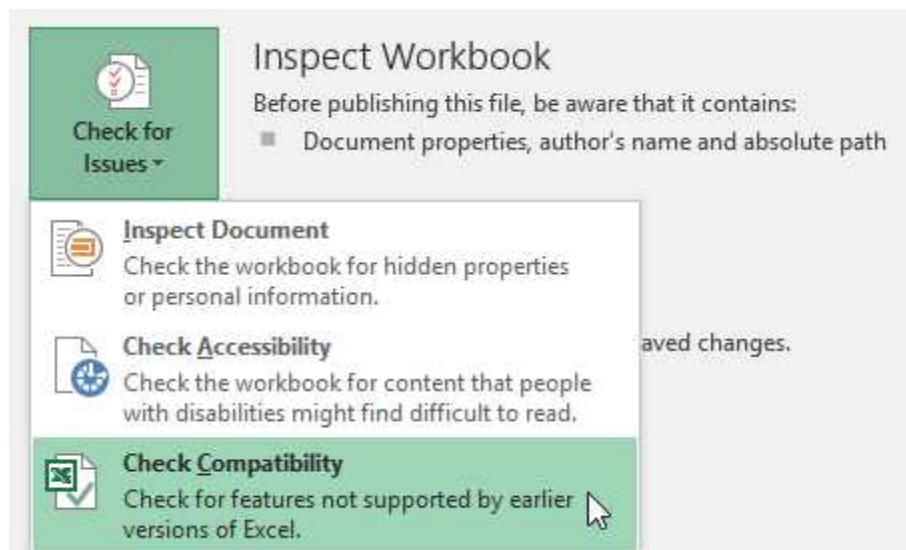 Inspect Workbook
Before publishing this file, be aware that it contains:
Document properties, author's name and absolute path
Check for
Issues
Inspect Document
Check the workbook for hidden properties
or personal information.
Check Accessibility
aved changes.
Check the workbook for content that people
with disabilities might find difficult to read.
Check Compatibility
Check for features not supported by earlier
versions of Excel.